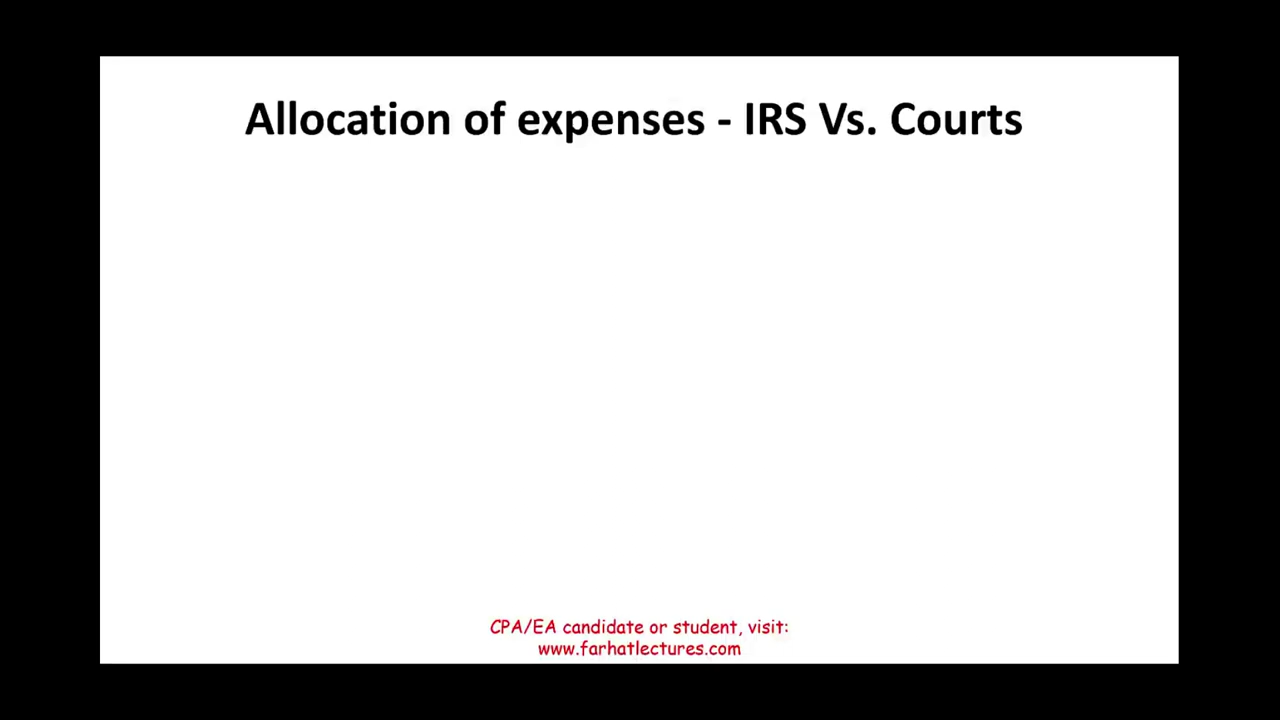 Allocation of expenses - IRS Vs. Courts
CPA/EA candidate or student, visit:
www.farhatlectures.com